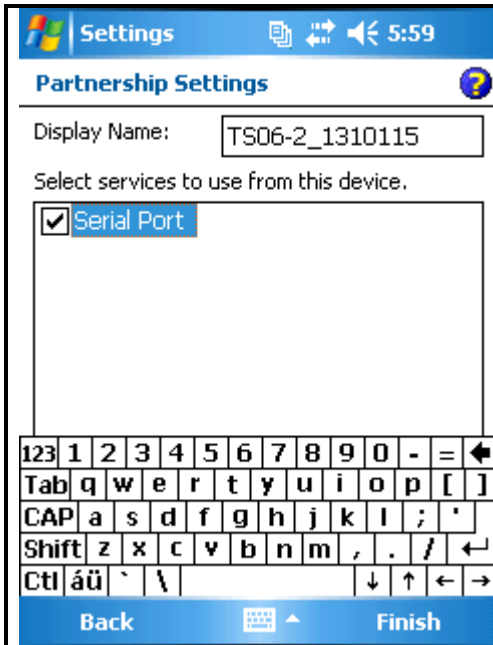 Settings 5:59
Partnership Settings
Display Name: TS06-2_1310115
Select services to use from this device.
Serial Port
123 1 2 3 4 5 6 7 8 9 0 - =
Tab q w e r t y u i o p [ ]
CAP a s d f g h j k l ; '
Shift z x c v b n m , . /
Ctl áü ` \
Back Finish